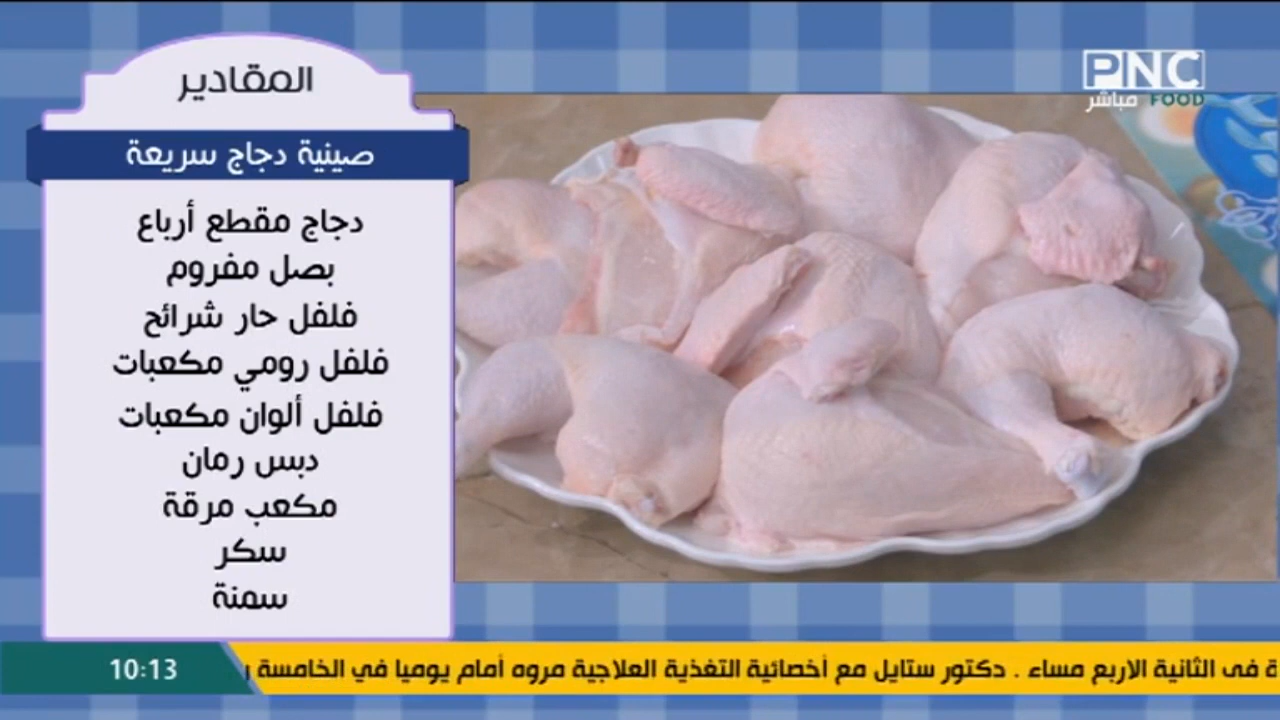 المقادير
PNC
FOOD مباشر
صينية دجاج سريعة
دجاج مقطع أرباع
بصل مفروم
فلفل حار شرائح
فلفل رومي مكعبات
فلفل ألوان مكعبات
دبس رمان
مكعب مرقة
سكر
سمنة
ة فى الثانية الاربع مساء . دكتور ستايل مع أخصائية التغذية العلاجية مروه أمام يوميا في الخامسة
10:13